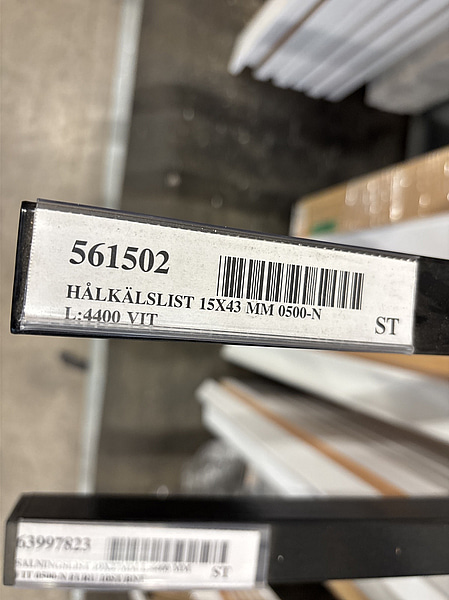 561502
HÅLKÄLSLIST 15X43 MM 0500-N
L:4400 VIT
ST
63997823
ST